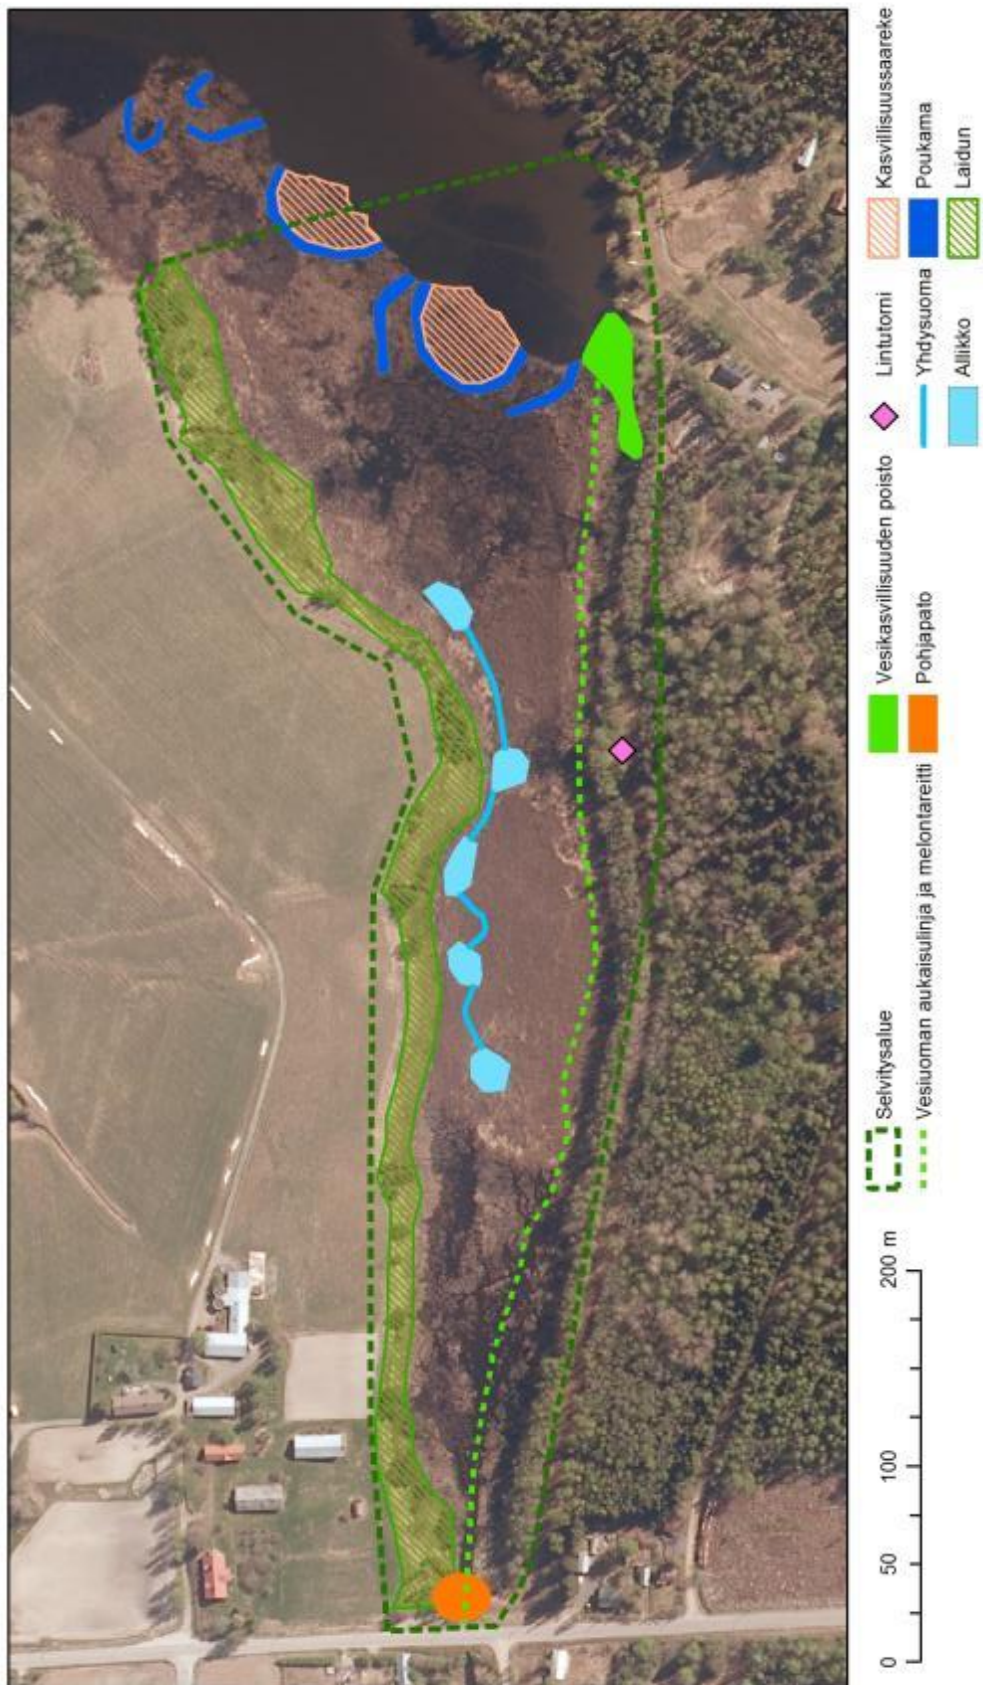 0 50 100 200 m
Selvitysalue
Vesiuoman aukaisulinja ja melontareitti
Vesikasvillisuuden poisto
Pohjapato
Lintutorni
Yhdysuoma
Allikko
Kasvillisuussaareke
Poukama
Laidun